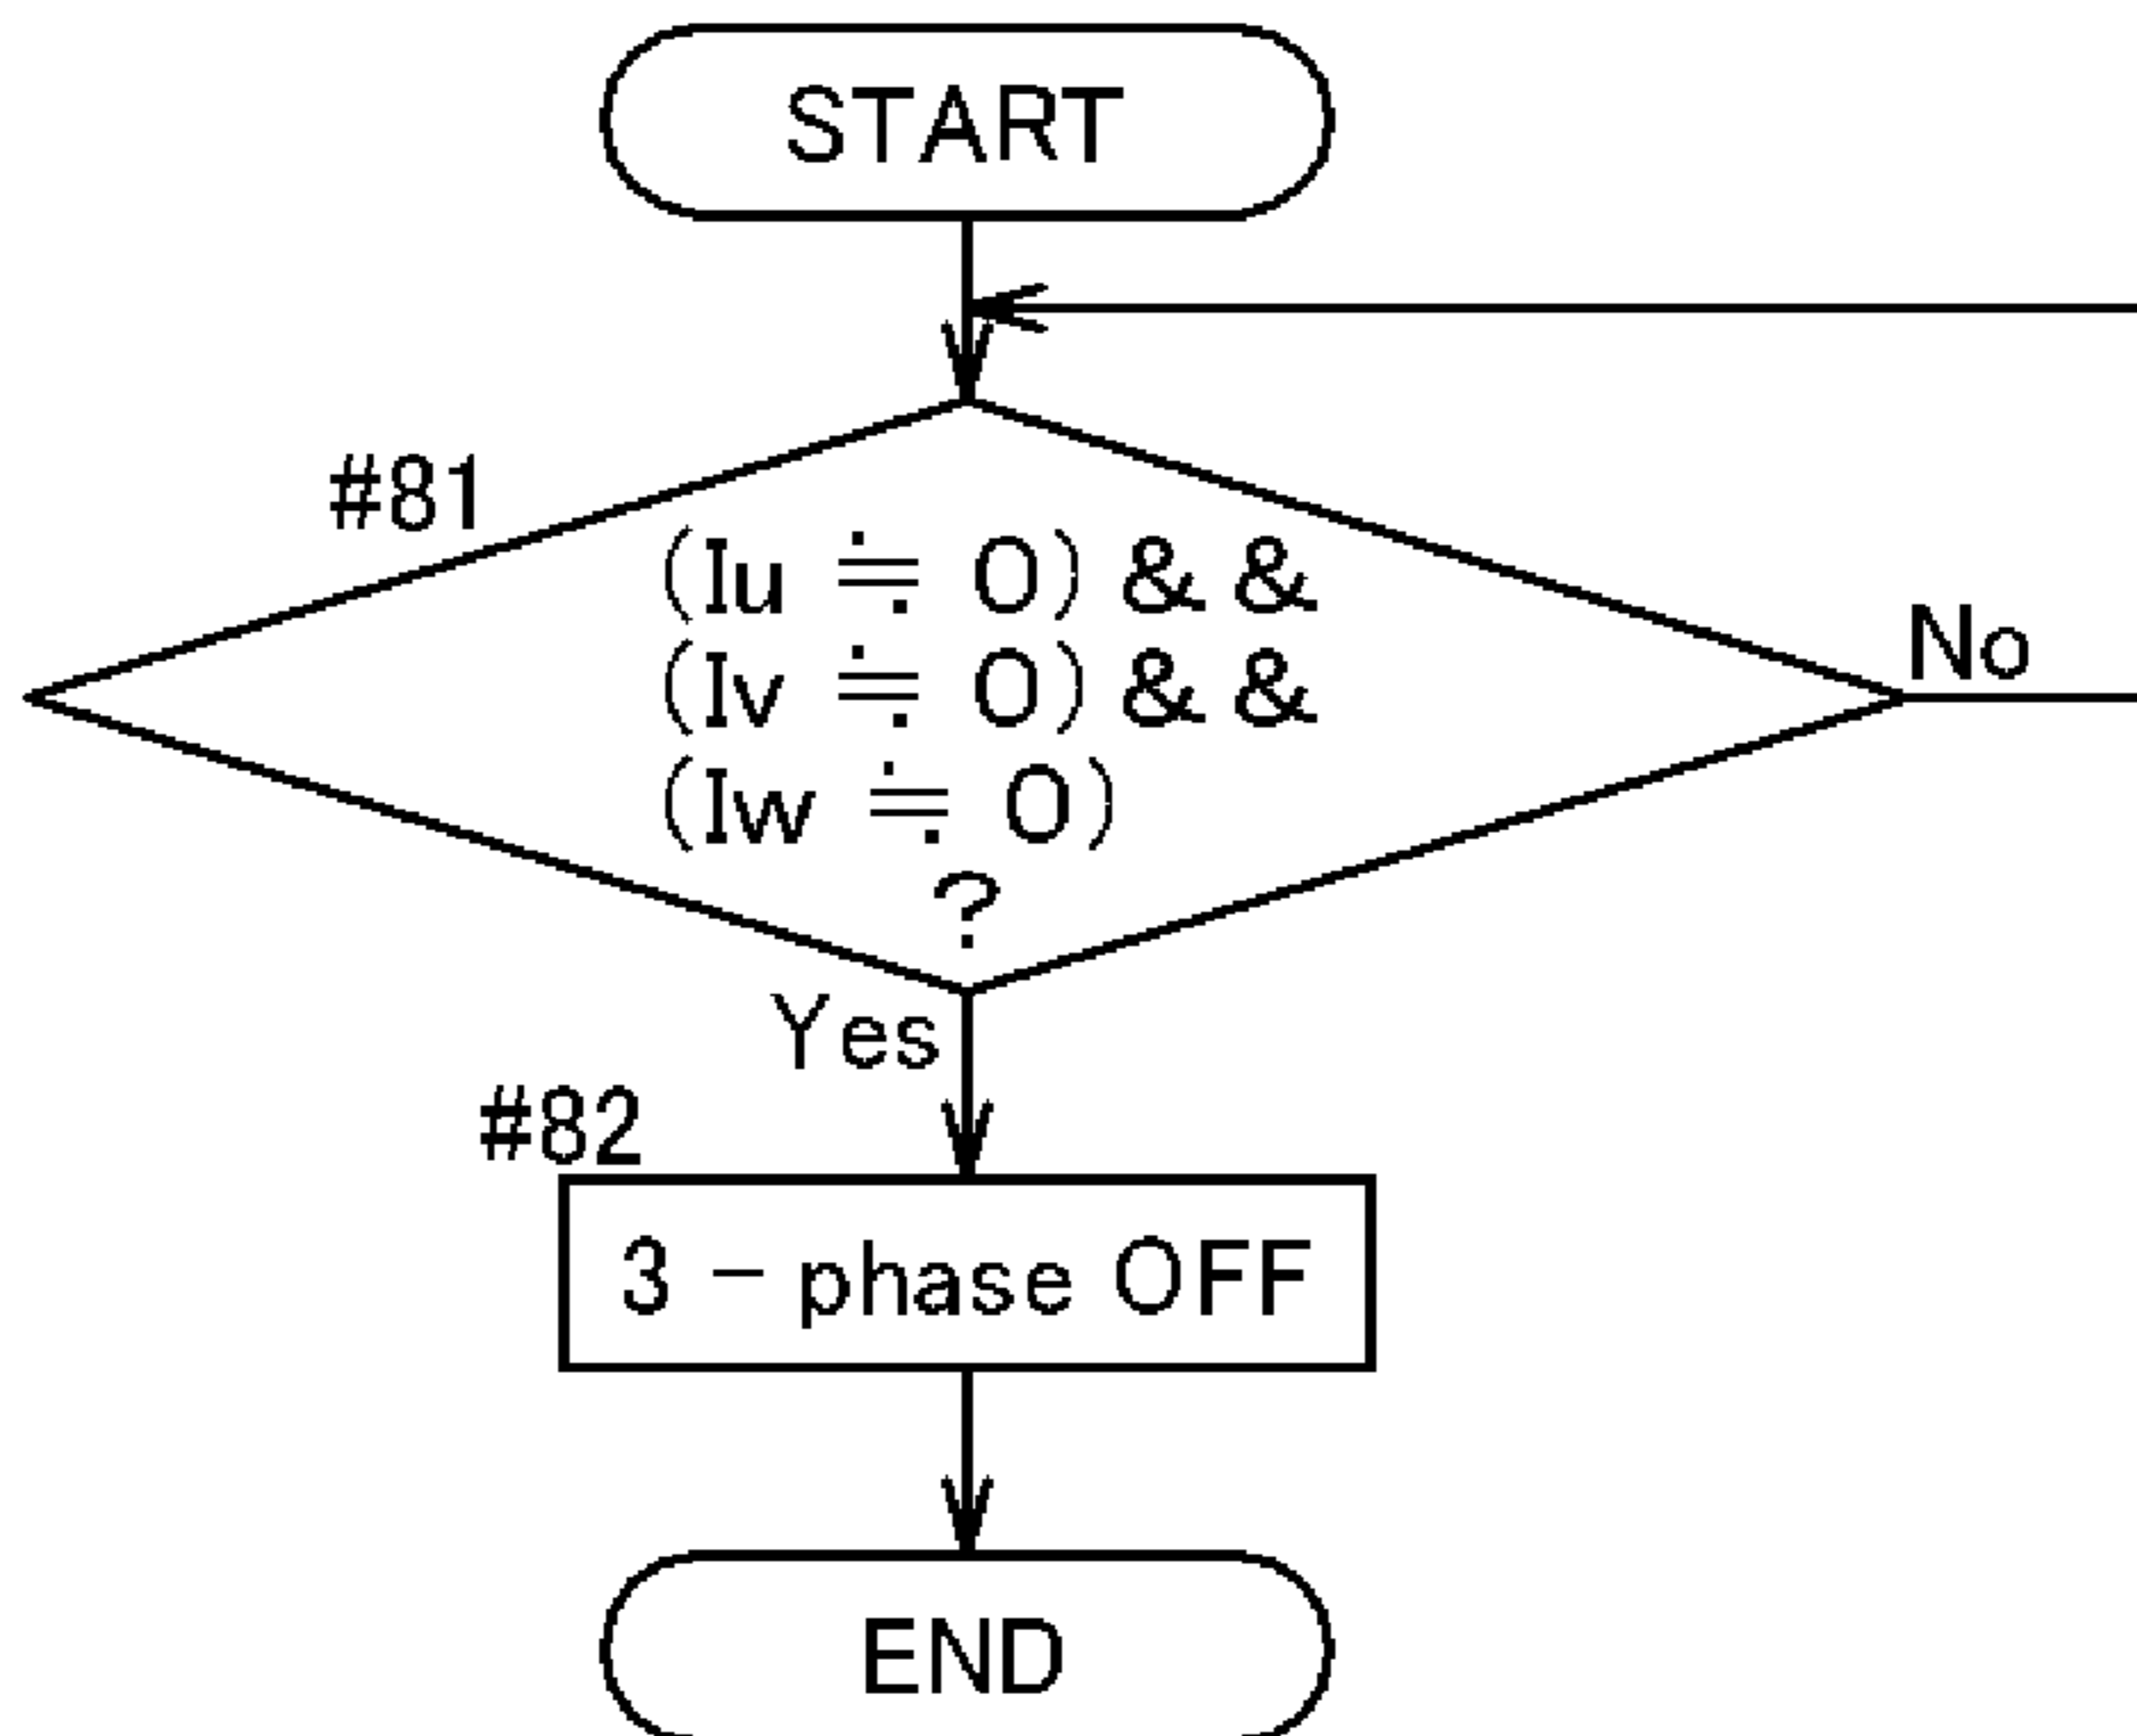 START
#81
(Iu ≒ 0) & &
(Iv ≒ 0) & &
(Iw ≒ 0)
?
No
Yes
#82
3 − phase OFF
END